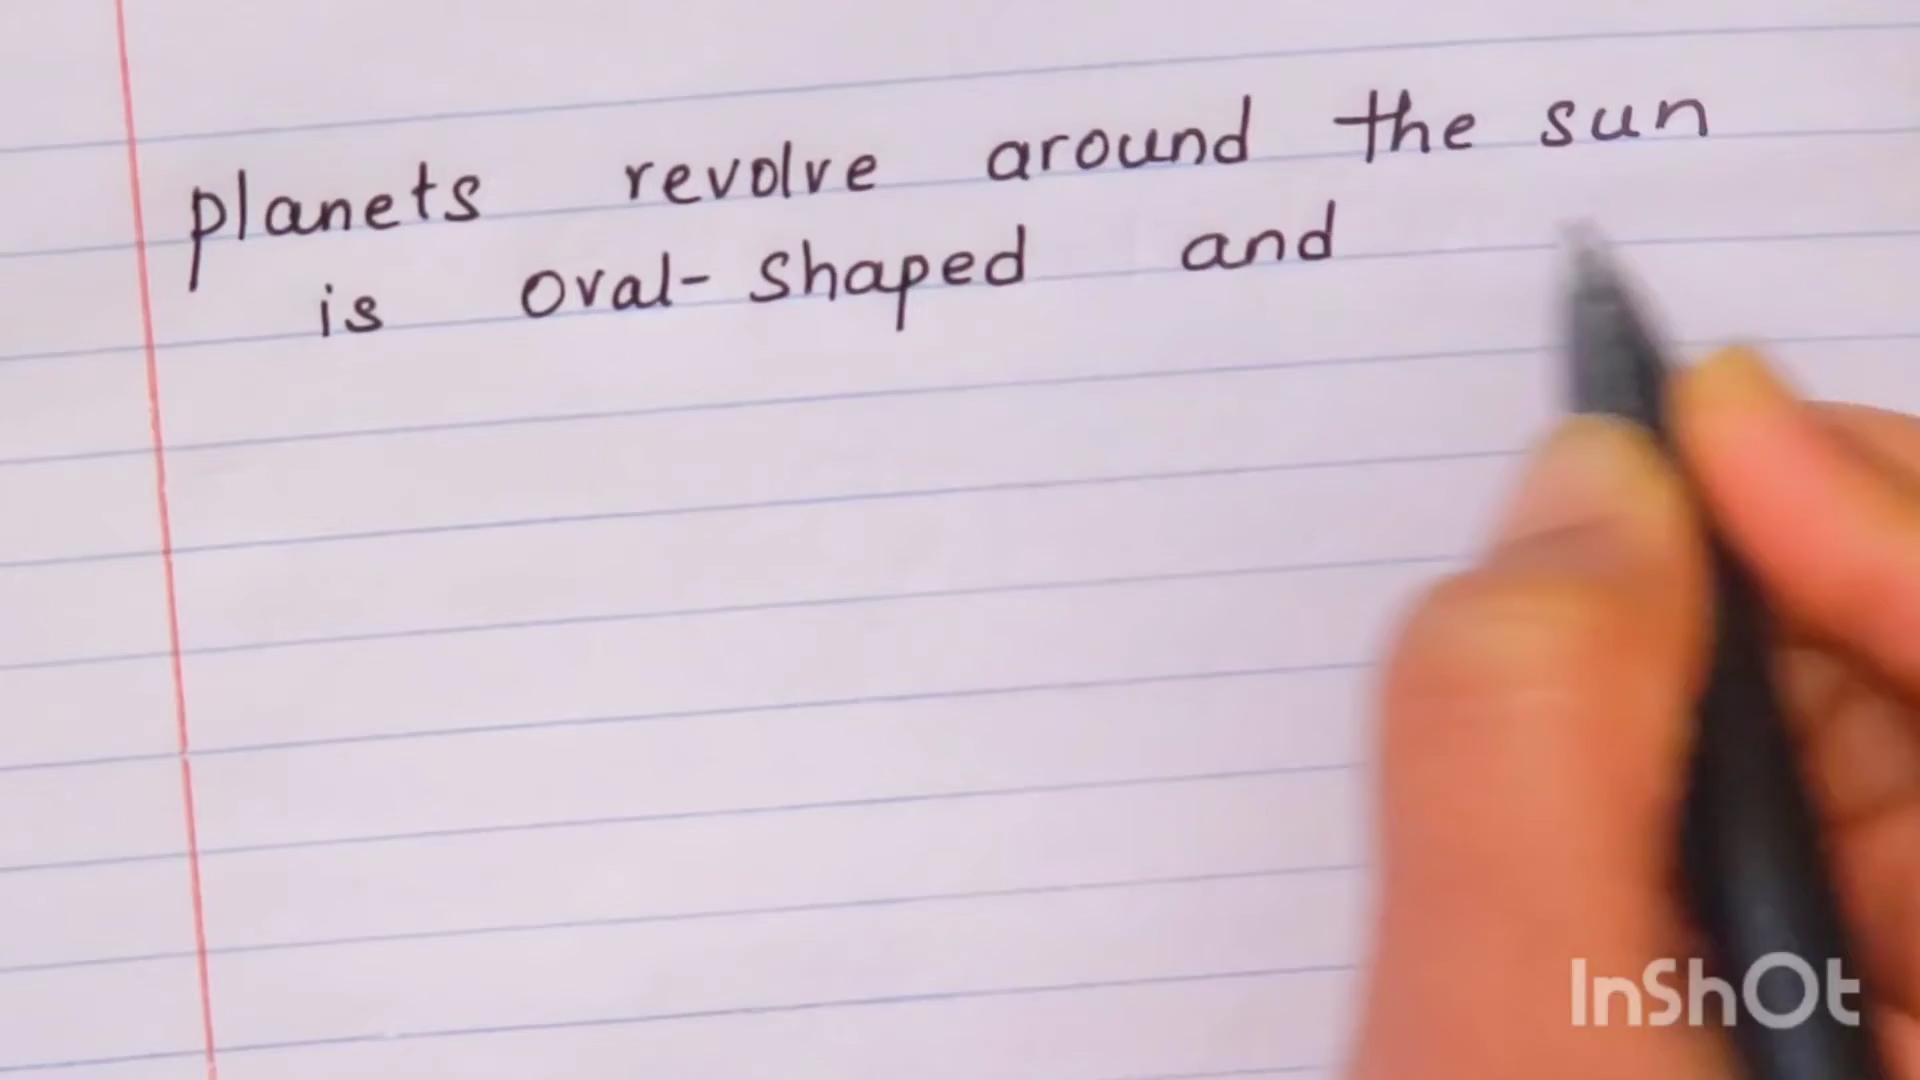 planets revolve around the sun
is oval-shaped and
InShOt